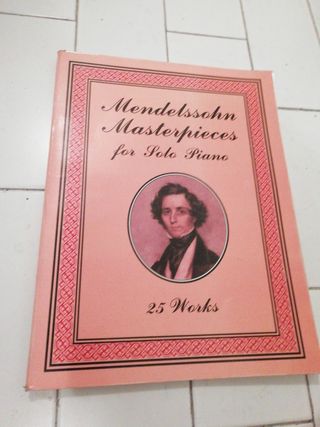 Mendelssohn
Masterpieces
for Solo Piano
25 Works